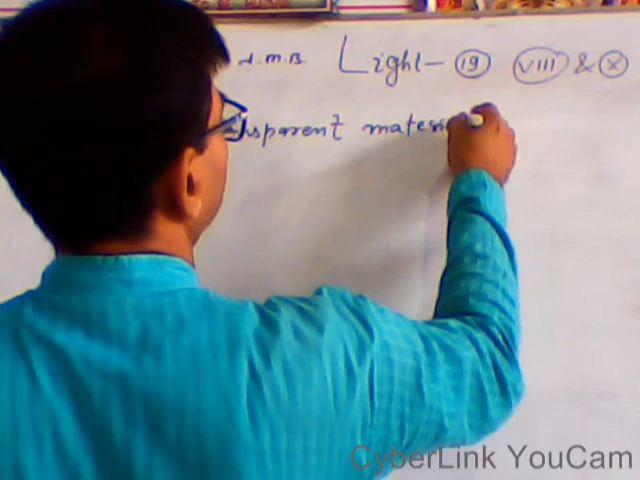 J.M.B. Light- 19 VIII & X
nsparent materi
CyberLink YouCam